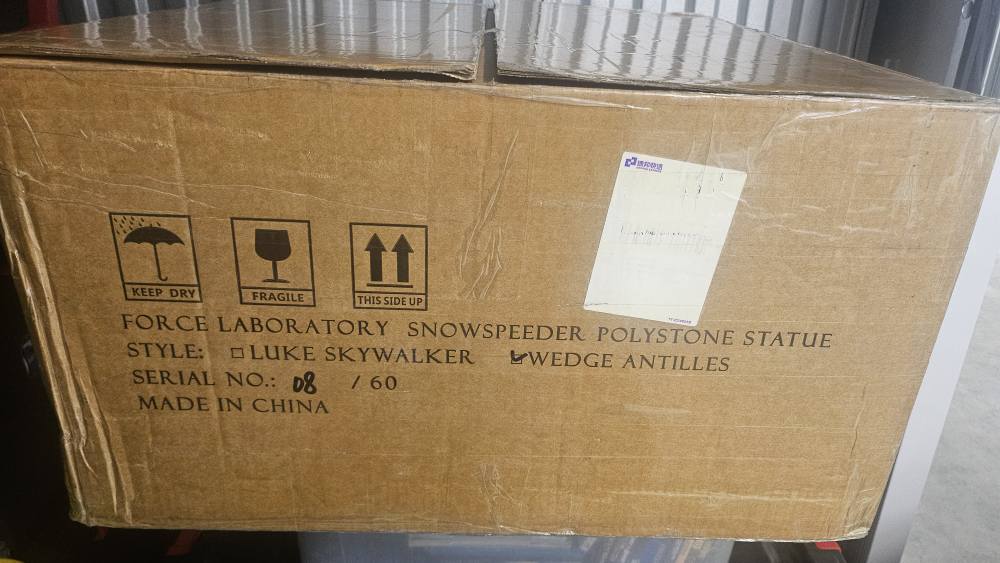 KEEP DRY
FRAGILE
THIS SIDE UP
FORCE LABORATORY SNOWSPEEDER POLYSTONE STATUE
STYLE: □ LUKE SKYWALKER ☑ WEDGE ANTILLES
SERIAL NO.: 08 / 60
MADE IN CHINA